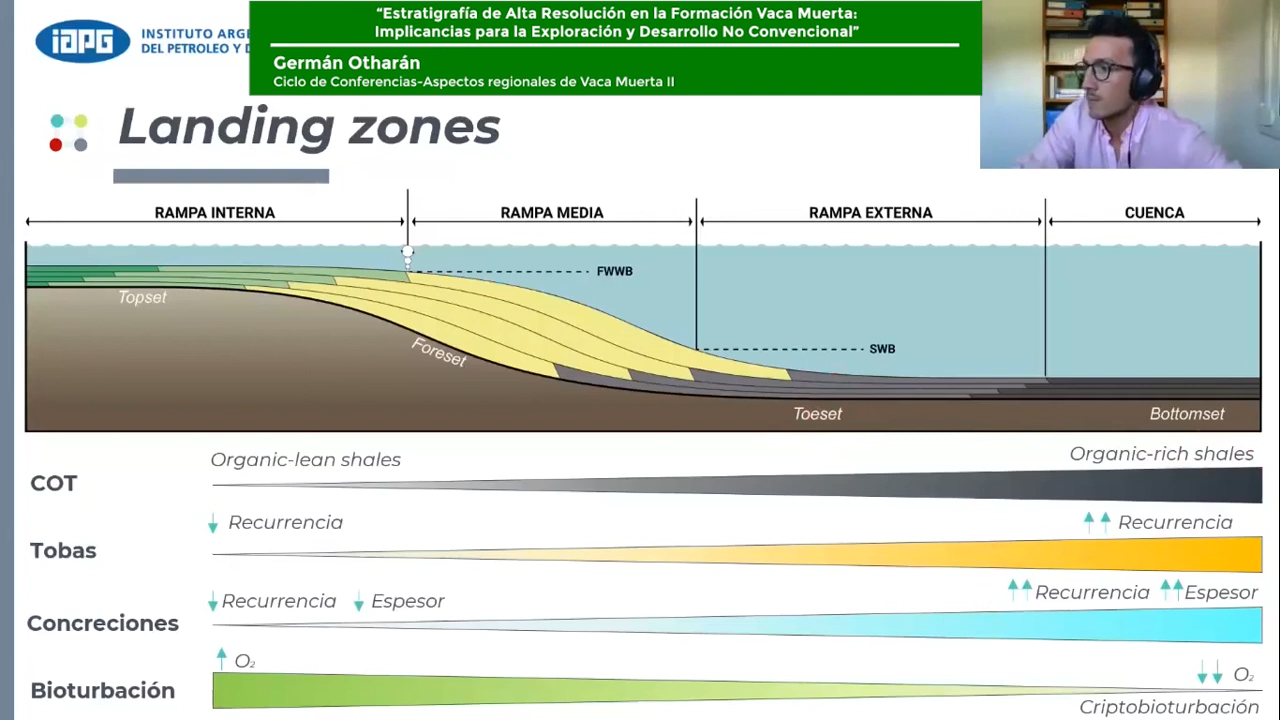 iapg
INSTITUTO ARGE
DEL PETROLEO Y D
“Estratigrafía de Alta Resolución en la Formación Vaca Muerta:
Implicancias para la Exploración y Desarrollo No Convencional”
Germán Otharán
Ciclo de Conferencias-Aspectos regionales de Vaca Muerta II
Landing zones
RAMPA INTERNA
RAMPA MEDIA
RAMPA EXTERNA
CUENCA
FWWB
Topset
Foreset
SWB
Toeset
Bottomset
Organic-lean shales
Organic-rich shales
COT
Recurrencia
Recurrencia
Tobas
Recurrencia
Espesor
Recurrencia
Espesor
Concreciones
O₂
O₂
Bioturbación
Criptobioturbación